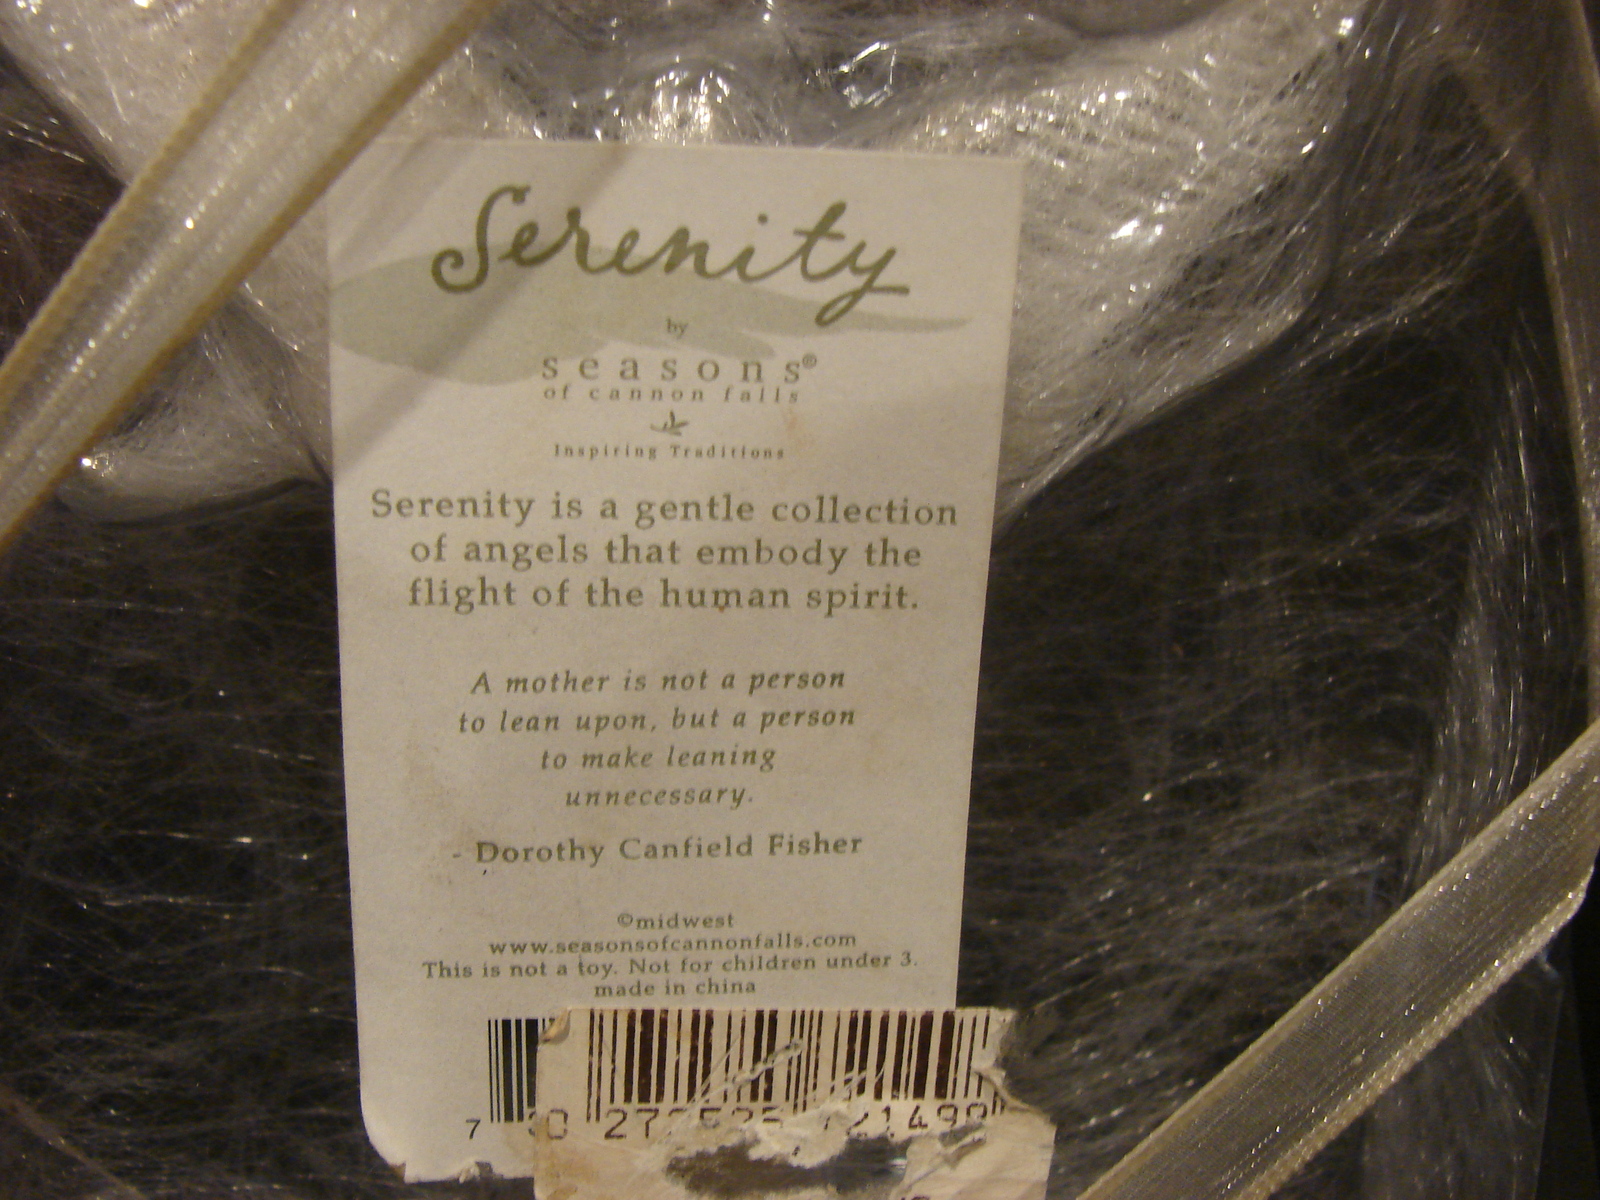 Serenity
by
seasons®
of cannon falls
Inspiring Traditions
Serenity is a gentle collection
of angels that embody the
flight of the human spirit.
A mother is not a person
to lean upon, but a person
to make leaning
unnecessary.
- Dorothy Canfield Fisher
©midwest
www.seasonsofcannonfalls.com
This is not a toy. Not for children under 3.
made in china
7